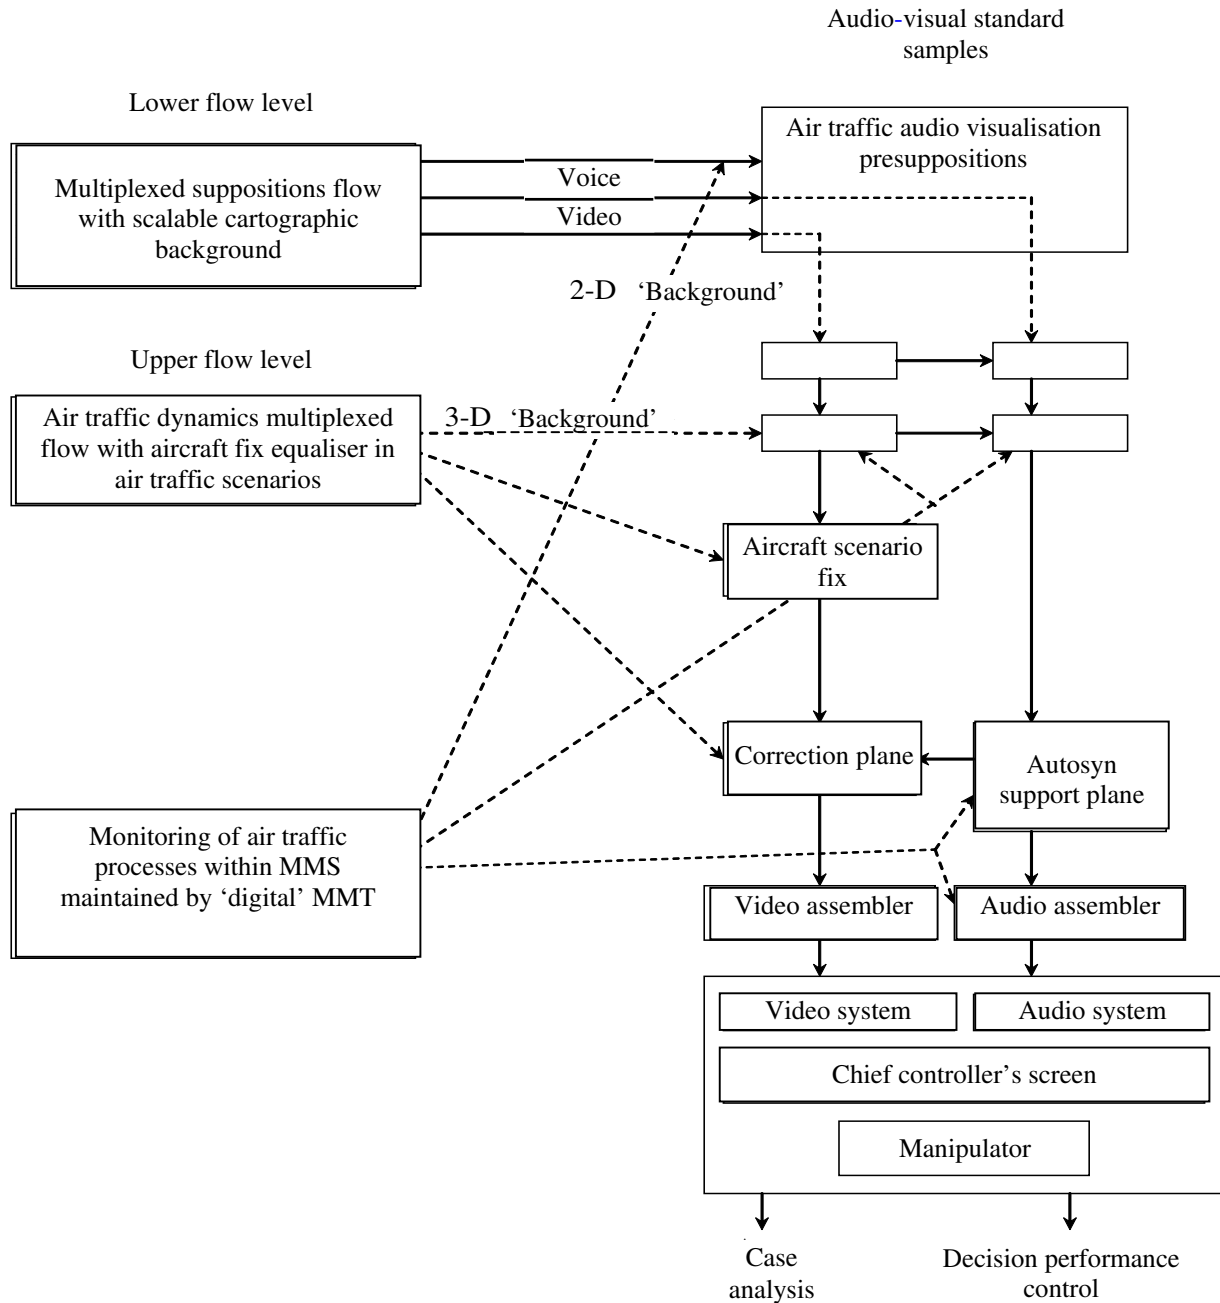 Audio-visual standard
samples
Lower flow level
Air traffic audio visualisation
presuppositions
Multiplexed suppositions flow
with scalable cartographic
background
Voice
Video
2-D ‘Background’
Upper flow level
Air traffic dynamics multiplexed
flow with aircraft fix equaliser in
air traffic scenarios
3-D ‘Background’
Aircraft scenario
fix
Correction plane
Autosyn
support plane
Monitoring of air traffic
processes within MMS
maintained by ‘digital’ MMT
Video assembler
Audio assembler
Video system
Audio system
Chief controller’s screen
Manipulator
Case
analysis
Decision performance
control